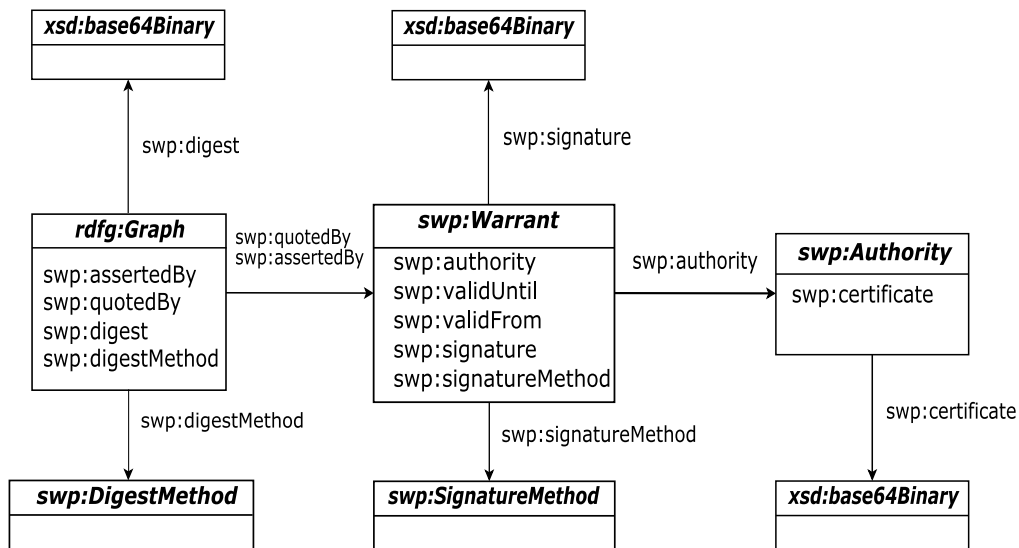 xsd:base64Binary
xsd:base64Binary
swp:digest
swp:signature
rdfg:Graph
swp:assertedBy
swp:quotedBy
swp:digest
swp:digestMethod
swp:quotedBy
swp:assertedBy
swp:Warrant
swp:authority
swp:validUntil
swp:validFrom
swp:signature
swp:signatureMethod
swp:authority
swp:Authority
swp:certificate
swp:digestMethod
swp:signatureMethod
swp:certificate
swp:DigestMethod
swp:SignatureMethod
xsd:base64Binary